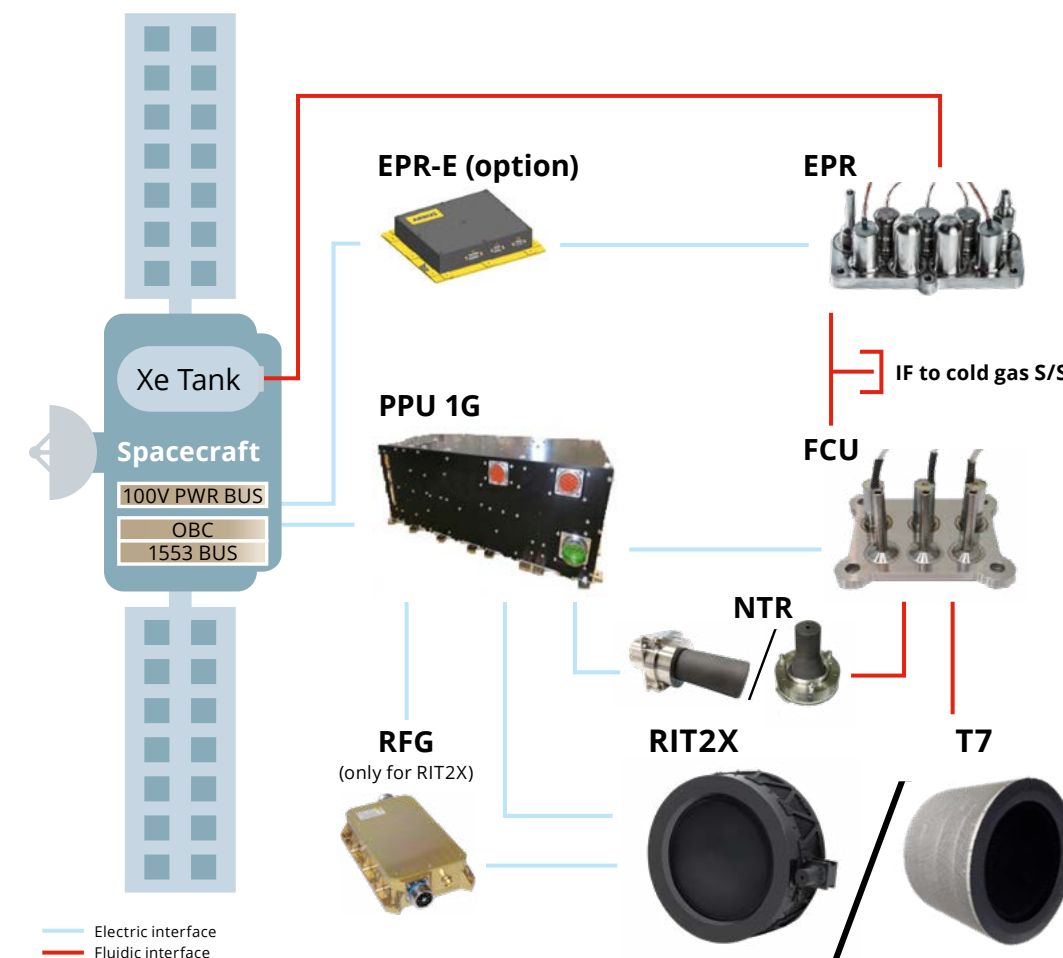 EPR-E (option)
EPR
AIRBUS
Xe Tank
IF to cold gas S/S
PPU 1G
Spacecraft
FCU
100V PWR BUS
OBC
1553 BUS
NTR
RFG
(only for RIT2X)
RIT2X
T7
Electric interface
Fluidic interface